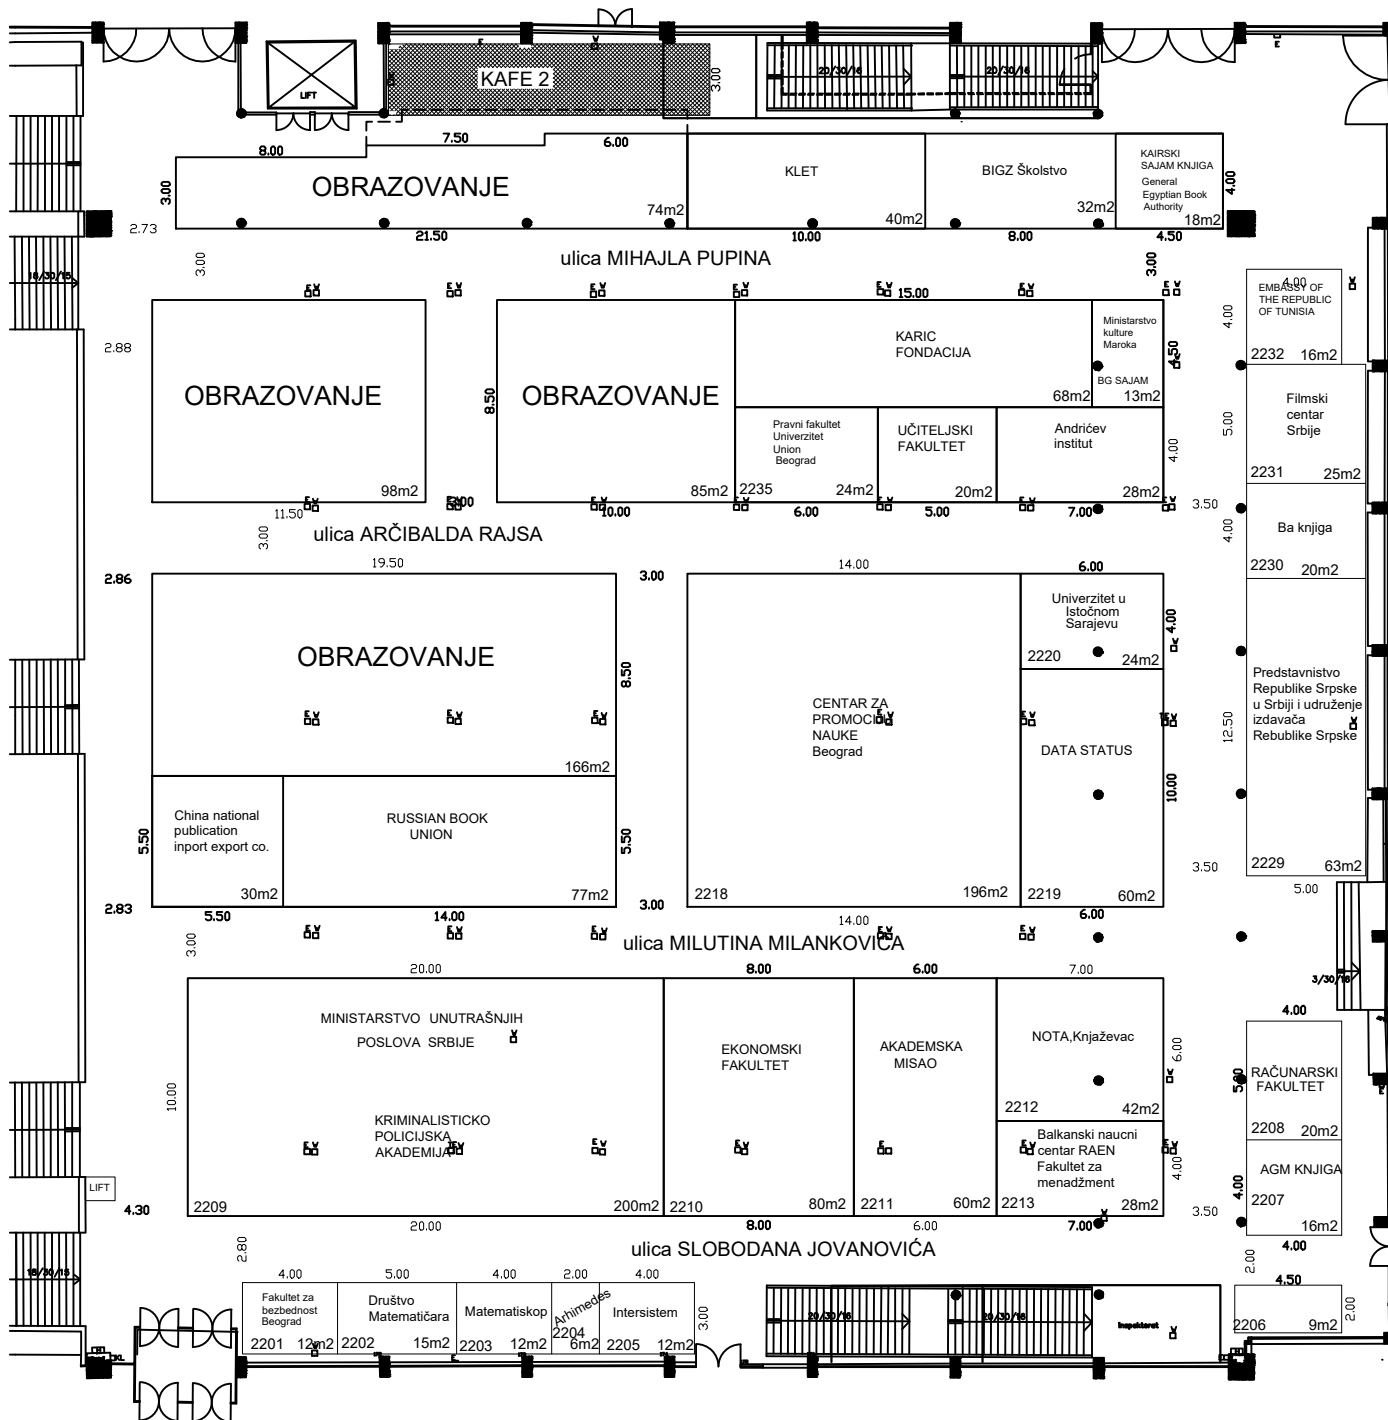 KAFE 2
3.00
20/30/16
20/30/16
LIFT
8.00
7.50
6.00
3.00
OBRAZOVANJE
74m2
KLET
40m2
BIGZ Školstvo
32m2
KAIRSKI
SAJAM KNJIGA
General
Egyptian Book
Authority
18m2
4.00
2.73
21.50
10.00
8.00
4.50
ulica MIHAJLA PUPINA
3.00
3.00
18/30/15
15.00
2.88
OBRAZOVANJE
98m2
8.50
OBRAZOVANJE
85m2
KARIC
FONDACIJA
68m2
Ministarstvo
kulture
Maroka
BG SAJAM
13m2
4.50
Pravni fakultet
Univerzitet
Union
Beograd
2235
24m2
UČITELJSKI
FAKULTET
20m2
Andrićev
institut
28m2
4.00
4.00
EMBASSY OF
THE REPUBLIC
OF TUNISIA
2232
16m2
4.00
Filmski
centar
Srbije
2231
25m2
5.00
Ba knjiga
2230
20m2
4.00
3.50
11.50
3.00
10.00
6.00
5.00
7.00
3.00
ulica ARČIBALDA RAJSA
2.86
19.50
3.00
14.00
6.00
OBRAZOVANJE
166m2
8.50
CENTAR ZA
PROMOCIJU
NAUKE
Beograd
2218
196m2
Univerzitet u
Istočnom
Sarajevu
2220
24m2
4.00
DATA STATUS
2219
60m2
10.00
Predstavnistvo
Republike Srpske
u Srbiji i udruženje
izdavača
Rebublike Srpske
2229
63m2
12.50
5.00
3.50
5.50
China national
publication
inport export co.
30m2
RUSSIAN BOOK
UNION
77m2
5.50
2.83
5.50
14.00
3.00
14.00
6.00
3.00
ulica MILUTINA MILANKOVIĆA
3/30/16
20.00
8.00
6.00
7.00
4.00
MINISTARSTVO UNUTRAŠNJIH
POSLOVA SRBIJE
KRIMINALISTICKO
POLICIJSKA
AKADEMIJA
2209
200m2
10.00
EKONOMSKI
FAKULTET
2210
80m2
AKADEMSKA
MISAO
2211
60m2
NOTA,Knjaževac
2212
42m2
6.00
Balkanski naucni
centar RAEN
Fakultet za
menadžment
2213
28m2
4.00
RAČUNARSKI
FAKULTET
2208
20m2
5.00
AGM KNJIGA
2207
16m2
4.00
LIFT
4.30
20.00
8.00
6.00
7.00
3.50
4.00
2.80
ulica SLOBODANA JOVANOVIĆA
2.00
4.50
18/30/15
4.00
5.00
4.00
2.00
4.00
Fakultet za
bezbednost
Beograd
2201
12m2
Društvo
Matematičara
2202
15m2
Matematiskop
2203
12m2
Arhimedes
2204
6m2
Intersistem
2205
12m2
3.00
20/30/16
20/30/16
Inspektorat
2206
9m2
2.00